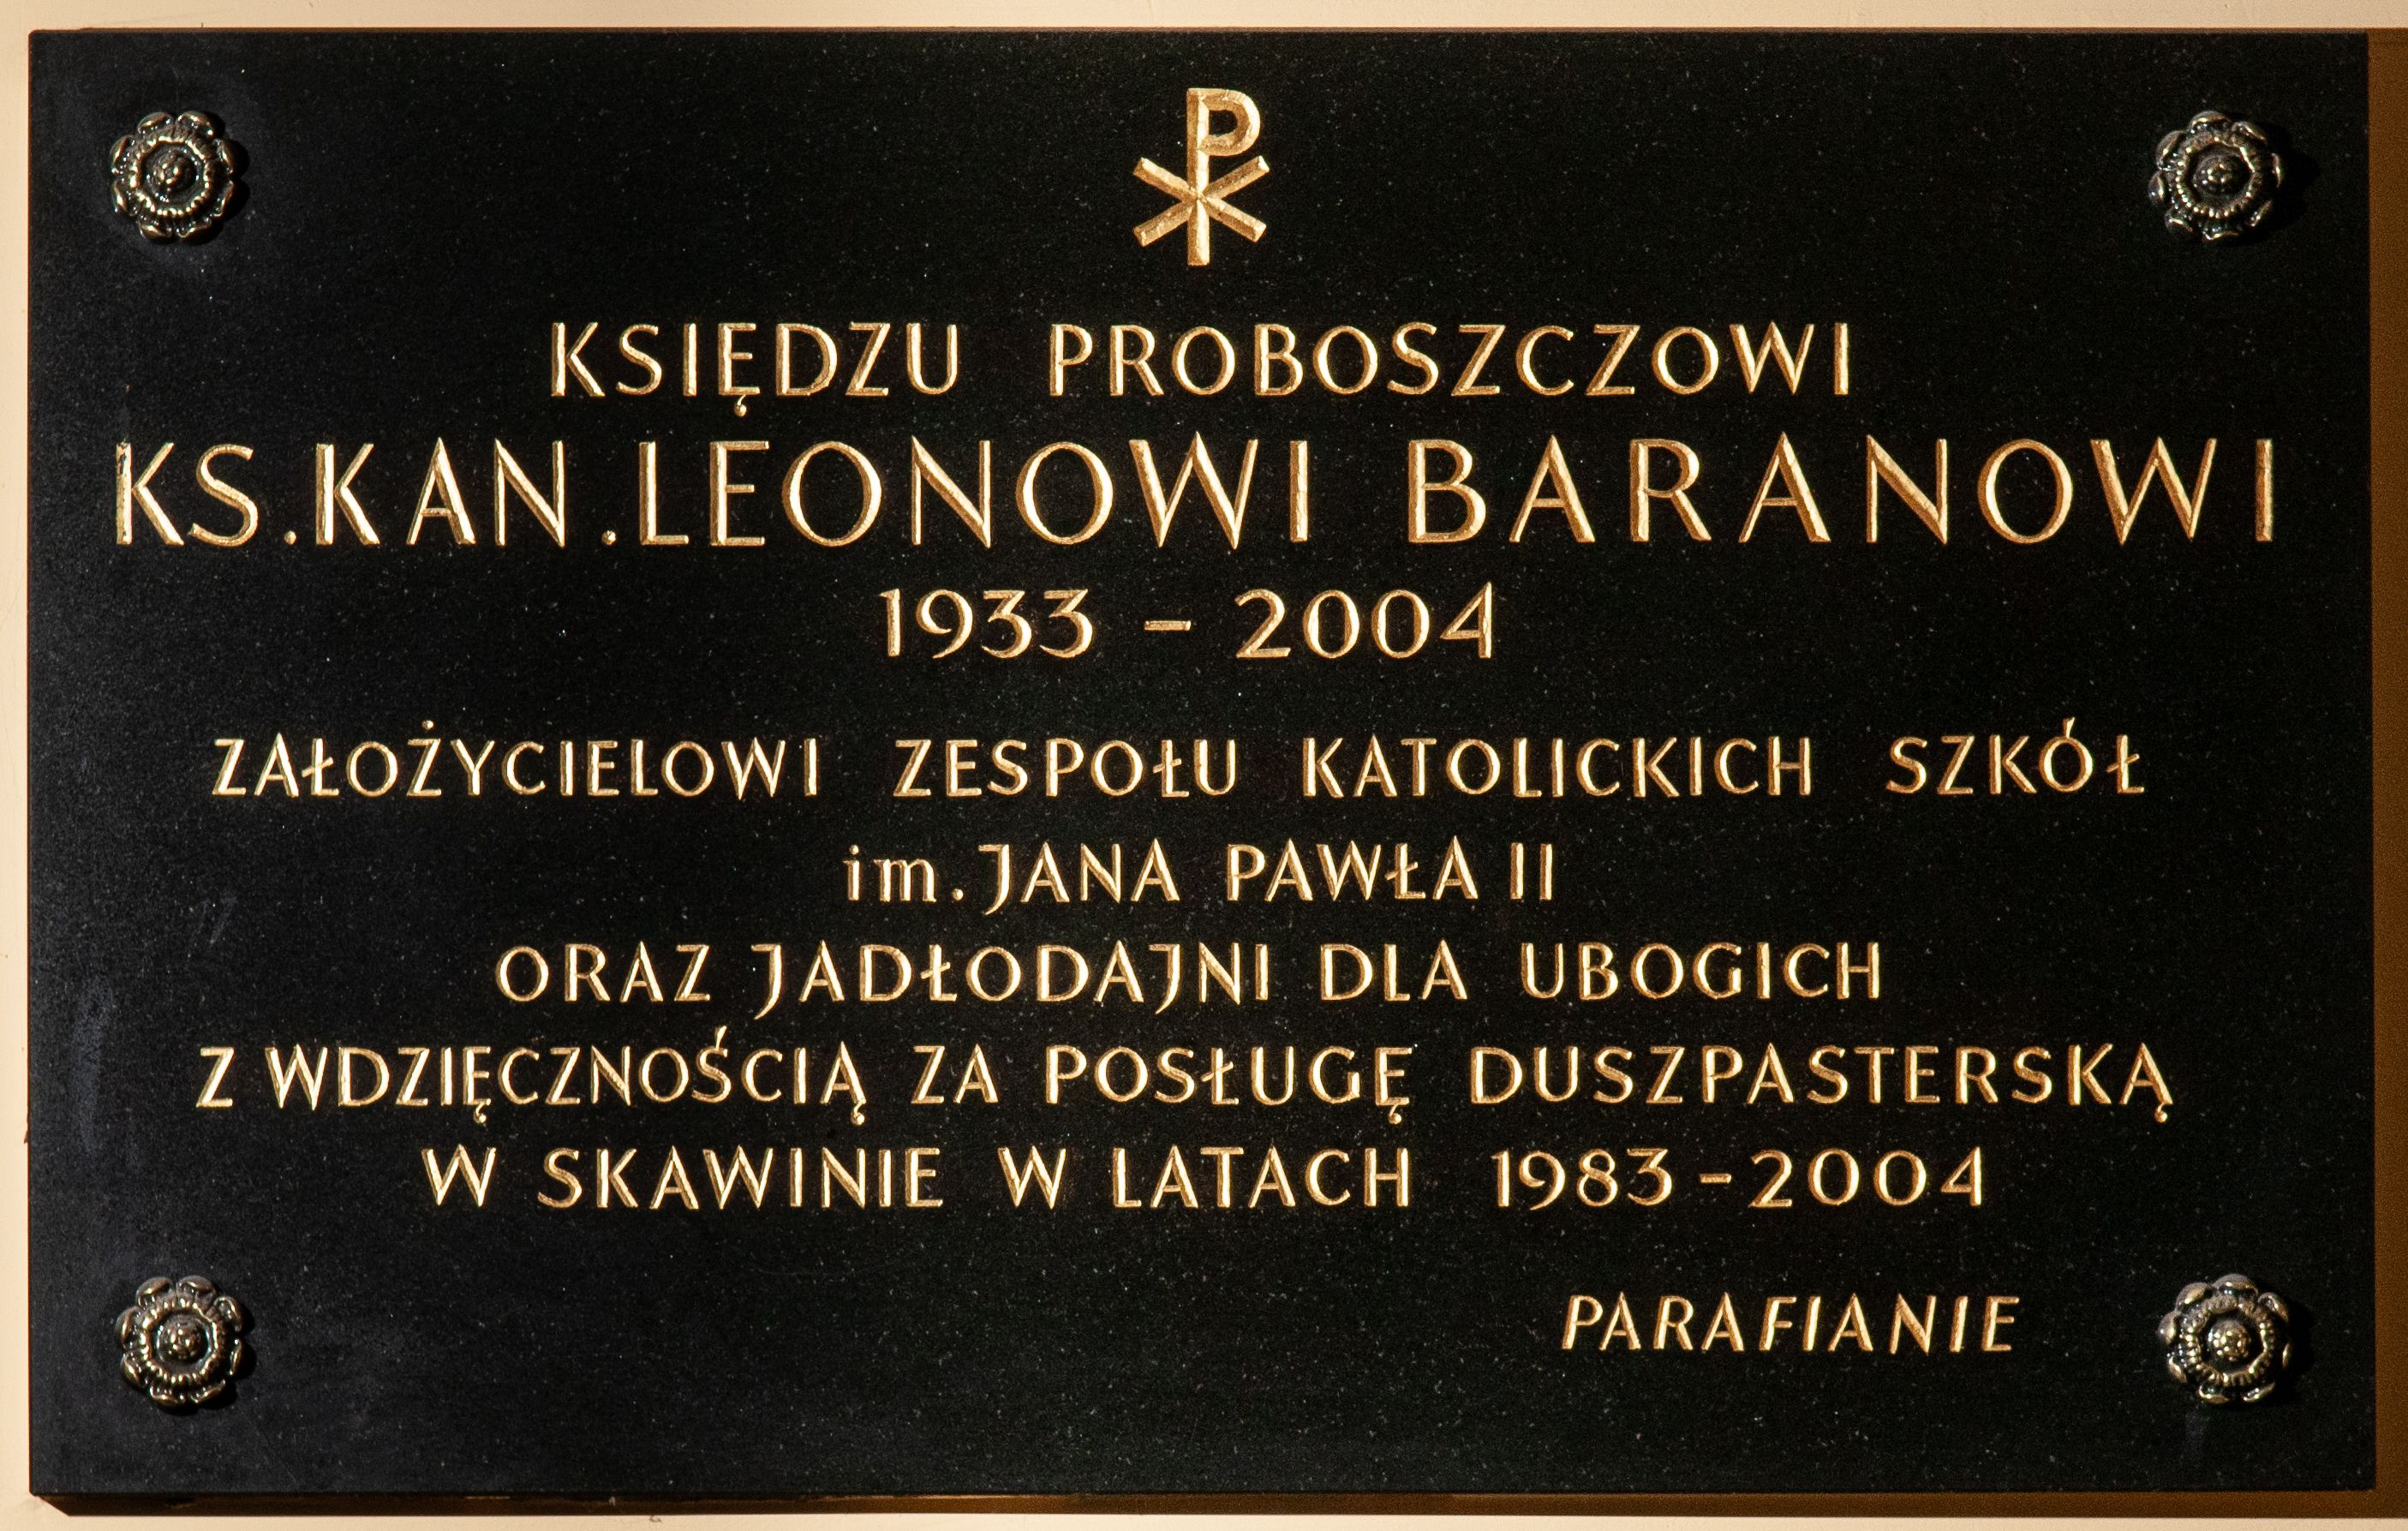 KSIĘDZU PROBOSZCZOWI
KS.KAN.LEONOWI BARANOWI
1933 - 2004
ZAŁOŻYCIELOWI ZESPOŁU KATOLICKICH SZKÓŁ
im. JANA PAWŁA II
ORAZ JADŁODAJNI DLA UBOGICH
Z WDZIĘCZNOŚCIĄ ZA POSŁUGĘ DUSZPASTERSKĄ
W SKAWINIE W LATACH 1983-2004
PARAFIANIE